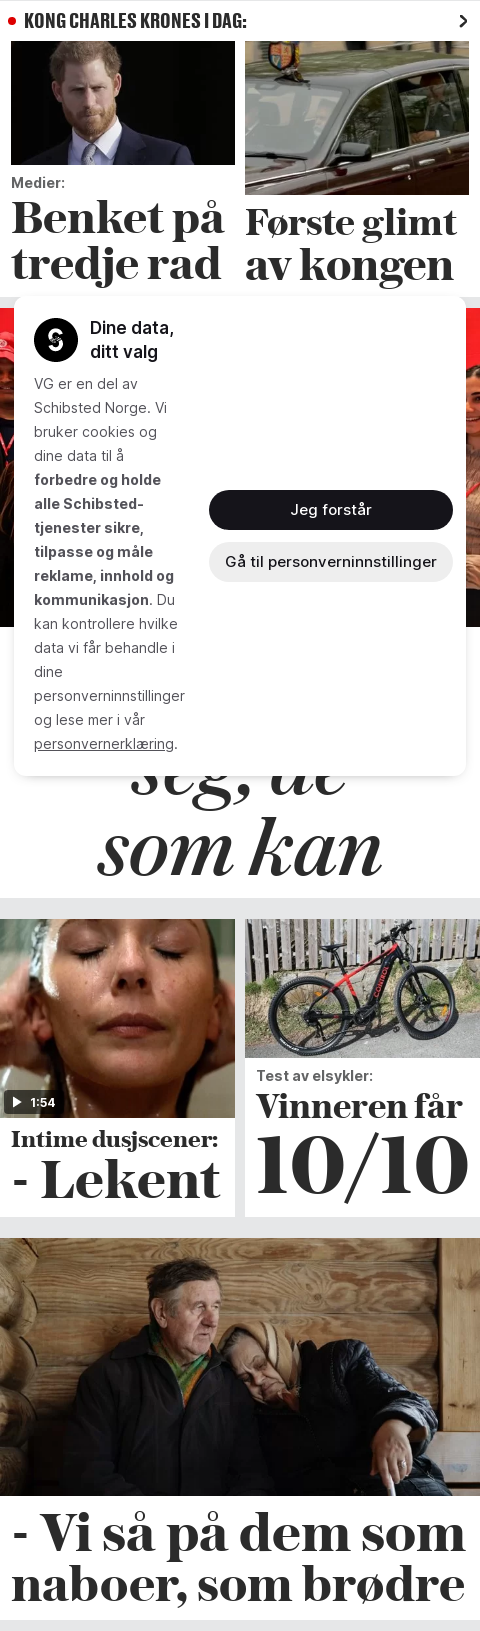 KONG CHARLES KRONES I DAG:
Medier:
Benket på
tredje rad
Første glimt
av kongen
Dine data,
ditt valg
VG er en del av
Schibsted Norge. Vi
bruker cookies og
dine data til å
forbedre og holde
alle Schibsted-
tjenester sikre,
tilpasse og måle
reklame, innhold og
kommunikasjon. Du
kan kontrollere hvilke
data vi får behandle i
dine
personverninnstillinger
og lese mer i vår
personvernerklæring.
Jeg forstår
Gå til personverninnstillinger
seg, de
som kan
1:54
Intime dusjscener:
- Lekent
Test av elsykler:
Vinneren får
10/10
- Vi så på dem som
naboer, som brødre